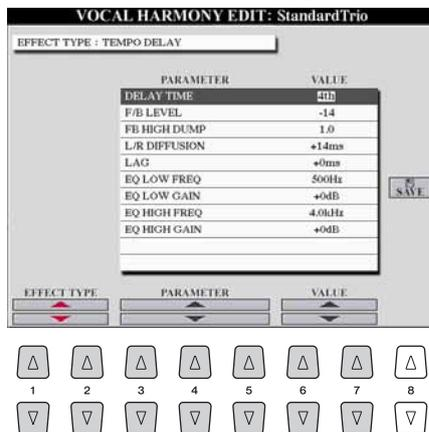 VOCAL HARMONY EDIT: StandardTrio
EFFECT TYPE : TEMPO DELAY
PARAMETER VALUE
DELAY TIME 4th
F/B LEVEL -14
FB HIGH DUMP 1.0
L/R DIFFUSION +14ms
LAG +0ms
EQ LOW FREQ 500Hz
EQ LOW GAIN +0dB
EQ HIGH FREQ 4.0kHz
EQ HIGH GAIN +0dB
SAVE
EFFECT TYPE PARAMETER VALUE
1 2 3 4 5 6 7 8